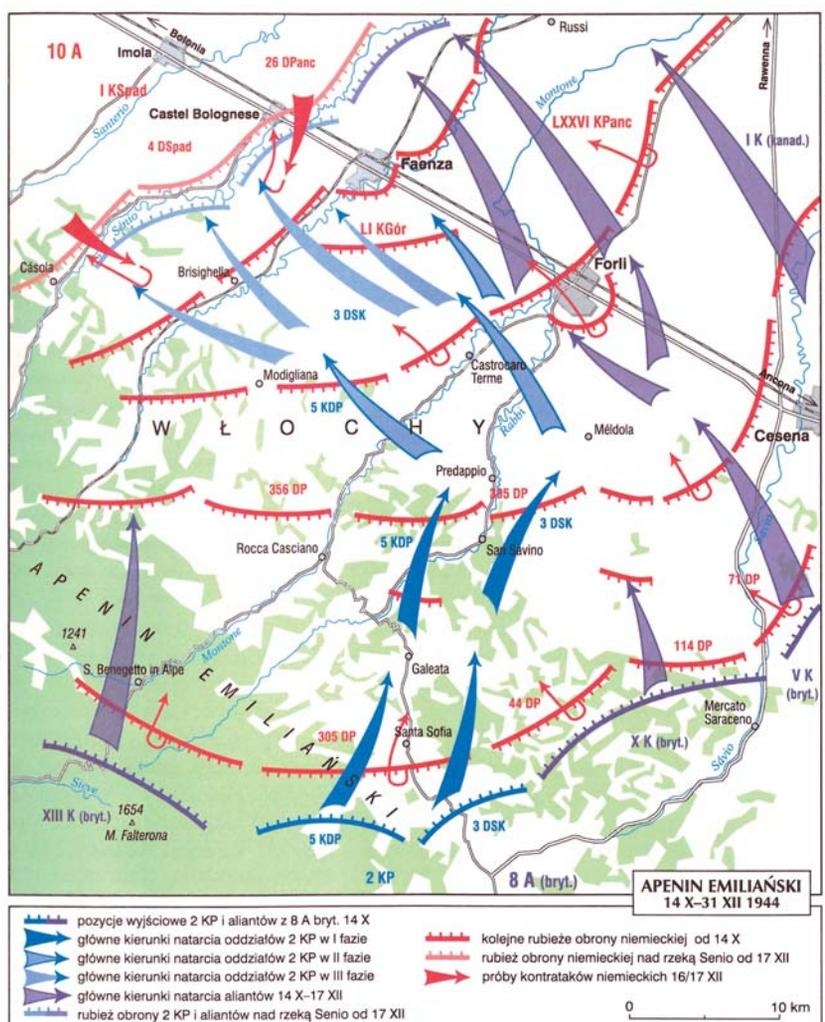 10 A
Imola
Bolonia
Russi
26 DPanc
I KSpad
Santerio
Castel Bolognese
Montone
Rawenna
LXXVI KPanc
4 DSpad
I K (kanad.)
Faenza
Senio
LI KGór
Cásola
Brisighella
Forli
3 DSK
Castrocaro
Terme
Modigliana
Ancona
5 KDP
WŁOCHY
Rabbi
Méldola
Cesena
Predappio
356 DP
385 DP
3 DSK
5 KDP
San Savino
Sávio
Rocca Casciano
71 DP
APENIN EMILIAŃSKI
1241
Montone
S. Benegetto in Alpe
Galeata
114 DP
V K
(bryt.)
44 DP
Mercato
Saraceno
305 DP
Santa Sofia
X K (bryt.)
Sávio
Sieve
XIII K (bryt.)
1654
M. Falterona
5 KDP
3 DSK
2 KP
8 A (bryt.)
APENIN EMILIAŃSKI
14 X–31 XII 1944
pozycje wyjściowe 2 KP i aliantów z 8 A bryt. 14 X
główne kierunki natarcia oddziałów 2 KP w I fazie
główne kierunki natarcia oddziałów 2 KP w II fazie
główne kierunki natarcia oddziałów 2 KP w III fazie
główne kierunki natarcia aliantów 14 X–17 XII
rubież obrony 2 KP i aliantów nad rzeką Senio od 17 XII
kolejne rubieże obrony niemieckiej od 14 X
rubież obrony niemieckiej nad rzeką Senio od 17 XII
próby kontrataków niemieckich 16/17 XII
0 10 km